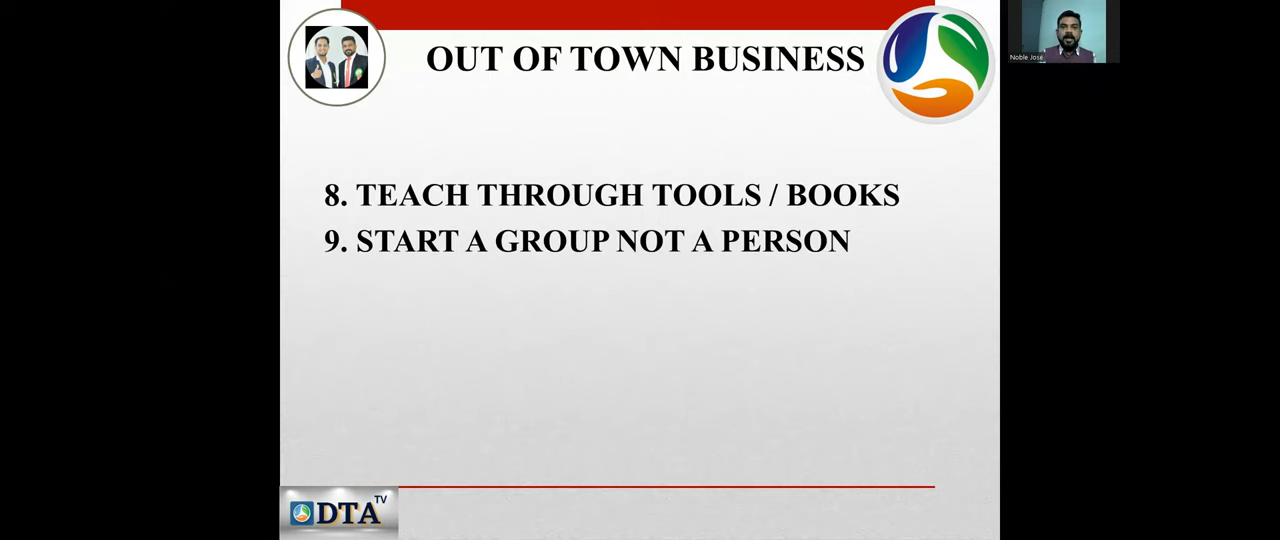 OUT OF TOWN BUSINESS
Noble Jose
8. TEACH THROUGH TOOLS / BOOKS
9. START A GROUP NOT A PERSON
DTA TV